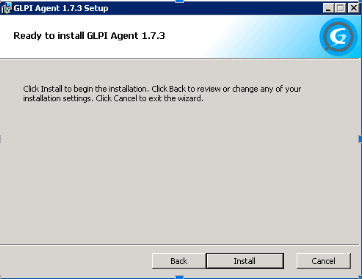 GLPI Agent 1.7.3 Setup
Ready to install GLPI Agent 1.7.3
G
Click Install to begin the installation. Click Back to review or change any of your
installation settings. Click Cancel to exit the wizard.
Back Install Cancel